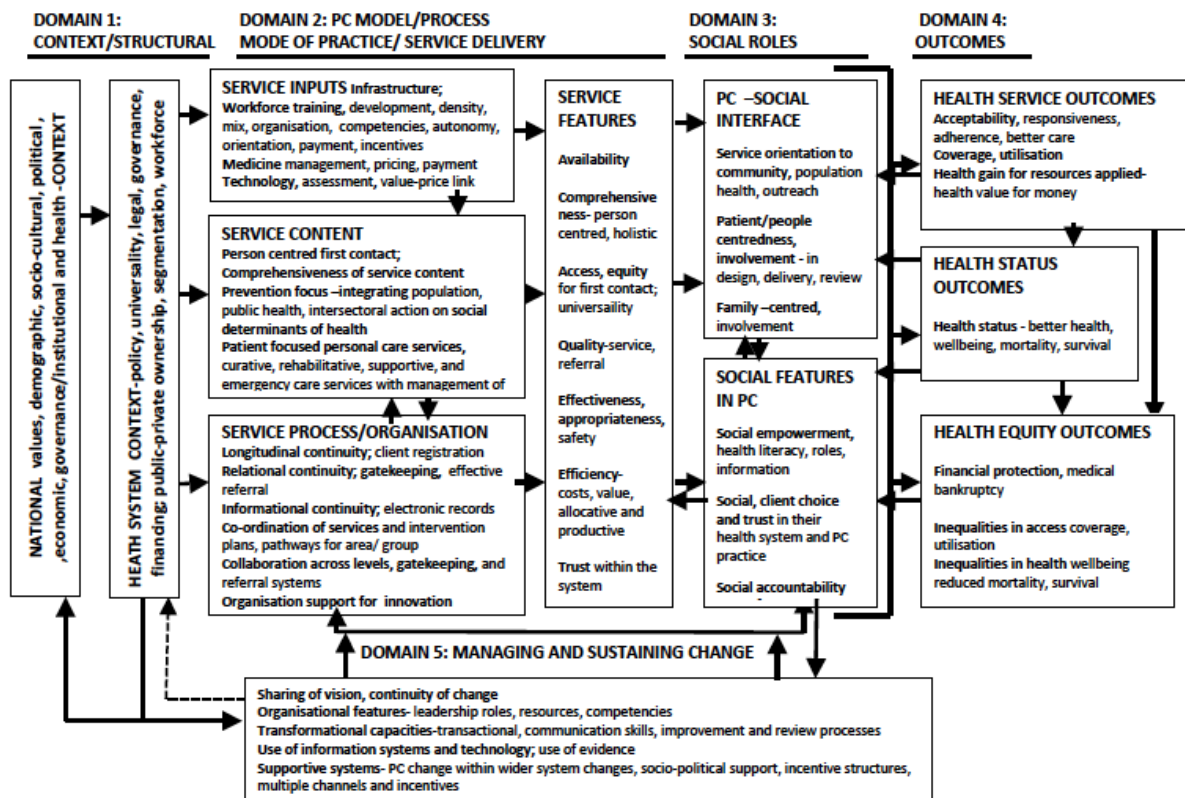 DOMAIN 1:
CONTEXT/STRUCTURAL
DOMAIN 2: PC MODEL/PROCESS
MODE OF PRACTICE/ SERVICE DELIVERY
DOMAIN 3:
SOCIAL ROLES
DOMAIN 4:
OUTCOMES
NATIONAL values, demographic, socio-cultural, political ,
,economic, governance/institutional and health -CONTEXT
HEATH SYSTEM CONTEXT-policy, universality, legal, governance,
financing; public-private ownership, segmentation, workforce
SERVICE INPUTS Infrastructure;
Workforce training, development, density,
mix, organisation, competencies, autonomy,
orientation, payment, incentives
Medicine management, pricing, payment
Technology, assessment, value-price link
SERVICE CONTENT
Person centred first contact;
Comprehensiveness of service content
Prevention focus –integrating population,
public health, intersectoral action on social
determinants of health
Patient focused personal care services,
curative, rehabilitative, supportive, and
emergency care services with management of
SERVICE PROCESS/ORGANISATION
Longitudinal continuity; client registration
Relational continuity; gatekeeping, effective
referral
Informational continuity; electronic records
Co-ordination of services and intervention
plans, pathways for area/ group
Collaboration across levels, gatekeeping, and
referral systems
Organisation support for innovation
SERVICE
FEATURES
Availability
Comprehensive
ness- person
centred, holistic
Access, equity
for first contact;
universaility
Quality-service,
referral
Effectiveness,
appropriateness,
safety
Efficiency-
costs, value,
allocative and
productive
Trust within the
system
PC –SOCIAL
INTERFACE
Service orientation to
community, population
health, outreach
Patient/people
centredness,
involvement - in
design, delivery, review
Family –centred,
involvement
SOCIAL FEATURES
IN PC
Social empowerment,
health literacy, roles,
information
Social, client choice
and trust in their
health system and PC
practice
Social accountability
HEALTH SERVICE OUTCOMES
Acceptability, responsiveness,
adherence, better care
Coverage, utilisation
Health gain for resources applied-
health value for money
HEALTH STATUS
OUTCOMES
Health status - better health,
wellbeing, mortality, survival
HEALTH EQUITY OUTCOMES
Financial protection, medical
bankruptcy
Inequalities in access coverage,
utilisation
Inequalities in health wellbeing
reduced mortality, survival
DOMAIN 5: MANAGING AND SUSTAINING CHANGE
Sharing of vision, continuity of change
Organisational features- leadership roles, resources, competencies
Transformational capacities-transactional, communication skills, improvement and review processes
Use of information systems and technology; use of evidence
Supportive systems- PC change within wider system changes, socio-political support, incentive structures,
multiple channels and incentives